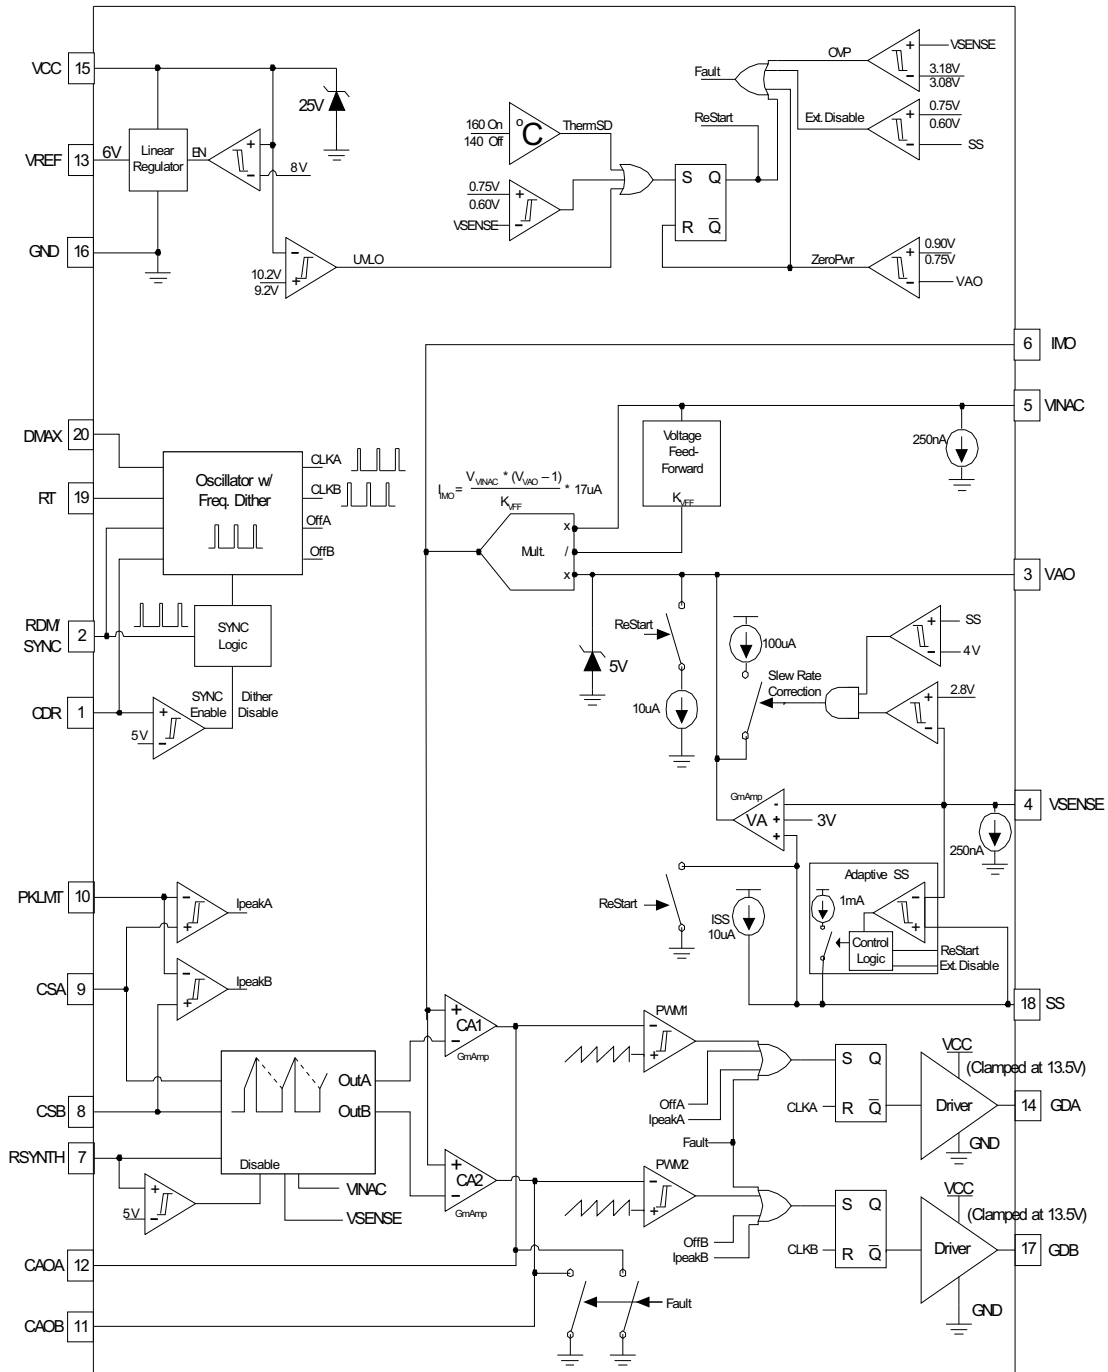 VCC 15
25V
VREF 13 6V
Linear
Regulator
EN
8V
GND 16
10.2V
9.2V
UVLO
160 On
140 Off
°C
ThermSD
0.75V
0.60V
VSENSE
S Q
R Q
Fault
ReStart
OVP
VSENSE
3.18V
3.08V
Ext. Disable
0.75V
0.60V
SS
ZeroPwr
0.90V
0.75V
VAO
6 IMO
5 VINAC
250nA
Voltage
Feed-
Forward
K VFF
I IMO = V VINAC * (V VAO – 1)
K VFF
* 17uA
Mult.
x
/
x
3 VAO
DMAX 20
RT 19
Oscillator w/
Freq. Dither
CLKA
CLKB
OffA
OffB
RDM/
SYNC
2
SYNC
Logic
CDR 1
SYNC
Enable
Dither
Disable
5V
ReStart
5V
10uA
100uA
Slew Rate
Correction
SS
4V
2.8V
GmAmp
VA
3V
4 VSENSE
250nA
Adaptive SS
1mA
Control
Logic
ReStart
Ext. Disable
ReStart
ISS
10uA
18 SS
PKLMT 10
IpeakA
CSA 9
IpeakB
CSB 8
OutA
OutB
RSYNTH 7
Disable
5V
VINAC
VSENSE
CA1
GmAmp
CA2
GmAmp
PWM1
OffA
IpeakA
Fault
PWM2
OffB
IpeakB
CLKA
S Q
R Q
VCC
(Clamped at 13.5V)
Driver
14 GDA
GND
CLKB
S Q
R Q
VCC
(Clamped at 13.5V)
Driver
17 GDB
GND
CAOA 12
CAOB 11
Fault